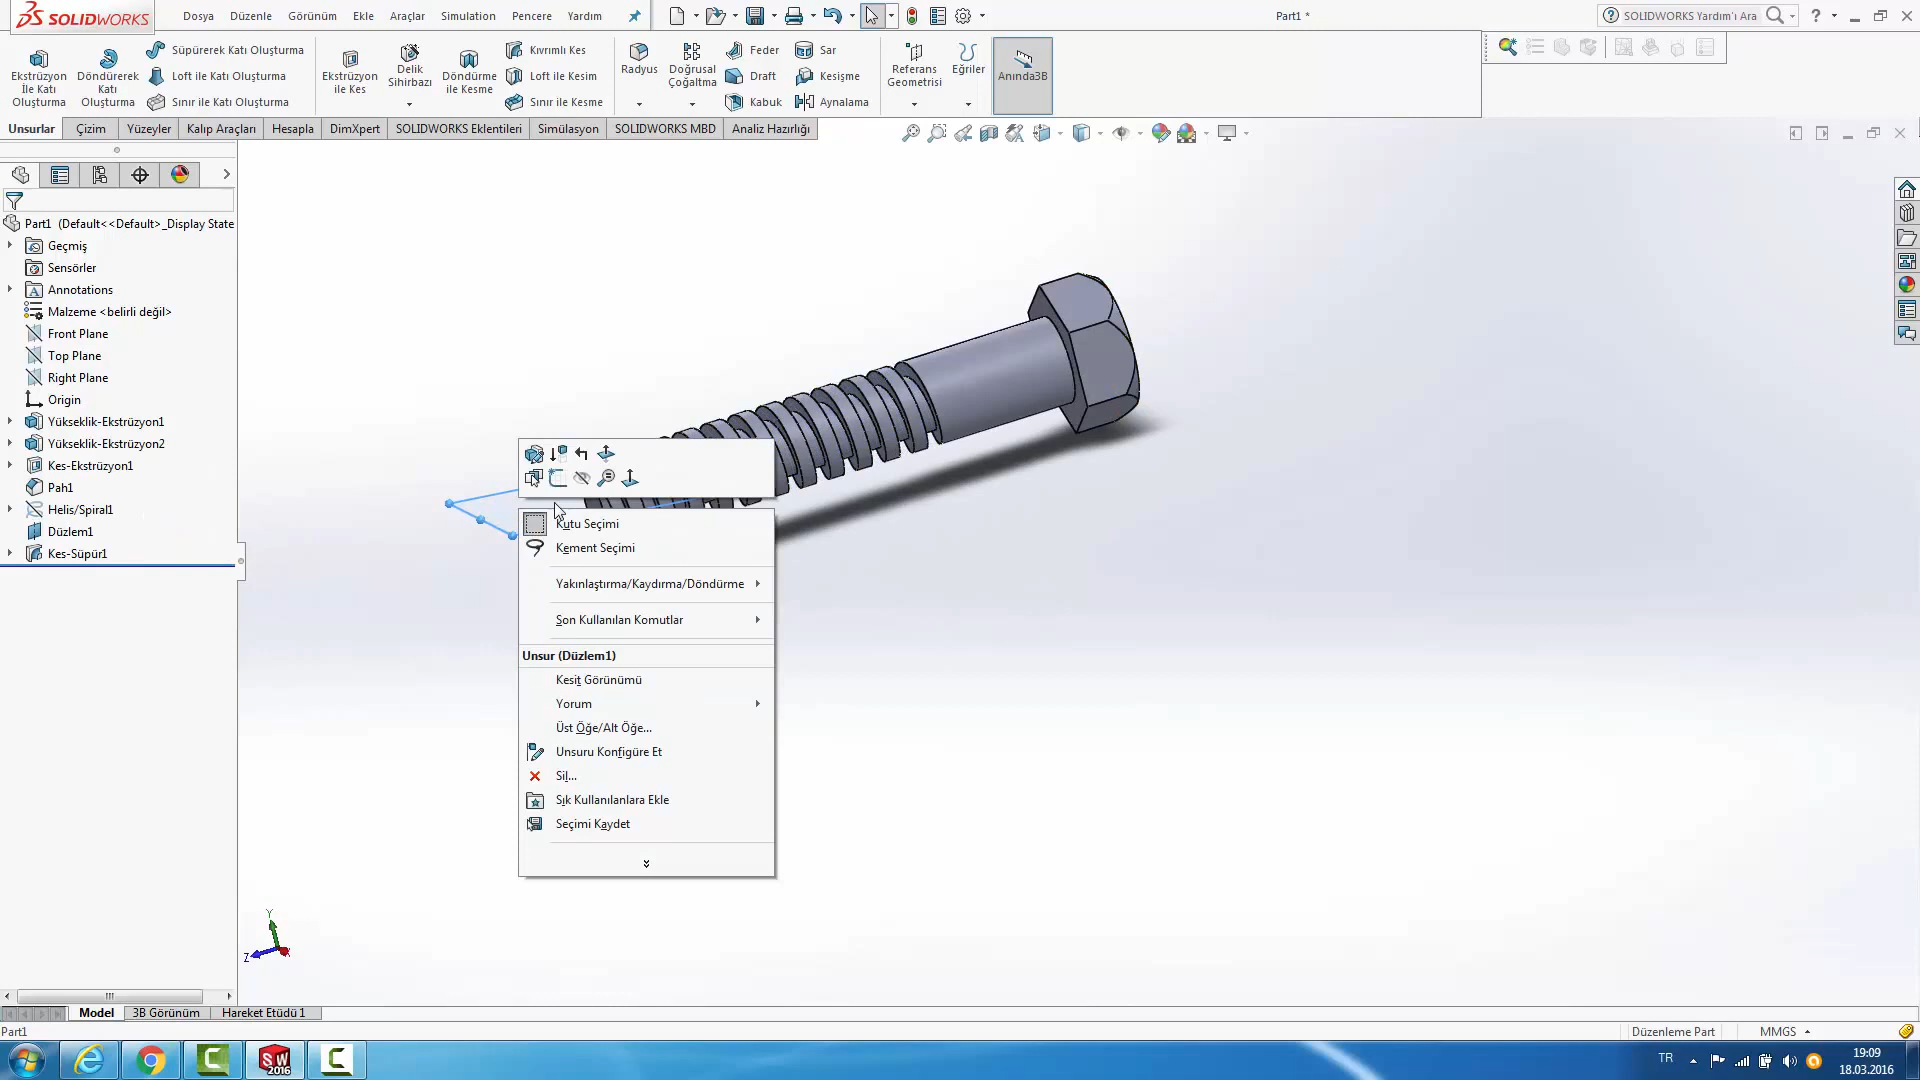 SOLIDWORKS Dosya Düzenle Görünüm Ekle Araçlar Simulation Pencere Yardım Part1 * SOLIDWORKS Yardım'ı Ara
Ekstrüzyon İle Katı Oluşturma
Döndürerek Katı Oluşturma
Süpürerek Katı Oluşturma
Loft ile Katı Oluşturma
Sınır ile Katı Oluşturma
Ekstrüzyon ile Kes
Delik Sihirbazı
Döndürme ile Kesme
Kıvrımlı Kes
Loft ile Kesim
Sınır ile Kesme
Radyus
Doğrusal Çoğaltma
Feder
Draft
Kabuk
Sar
Kesişme
Aynalama
Referans Geometrisi
Eğriler
Anında3B
Unsurlar Çizim Yüzeyler Kalıp Araçları Hesapla DimXpert SOLIDWORKS Eklentileri Simülasyon SOLIDWORKS MBD Analiz Hazırlığı
Part1 (Default<<Default>_Display State
Geçmiş
Sensörler
Annotations
Malzeme <belirli değil>
Front Plane
Top Plane
Right Plane
Origin
Yükseklik-Ekstrüzyon1
Yükseklik-Ekstrüzyon2
Kes-Ekstrüzyon1
Pah1
Helis/Spiral1
Düzlem1
Kes-Süpür1
Kutu Seçimi
Kement Seçimi
Yakınlaştırma/Kaydırma/Döndürme
Son Kullanılan Komutlar
Unsur (Düzlem1)
Kesit Görünümü
Yorum
Üst Öğe/Alt Öğe...
Unsuru Konfigüre Et
Sil...
Sık Kullanılanlara Ekle
Seçimi Kaydet
Y
Z
Model 3B Görünüm Hareket Etüdü 1
Part1 Düzenleme Part MMGS
SW 2016
TR 19:09
18.03.2016